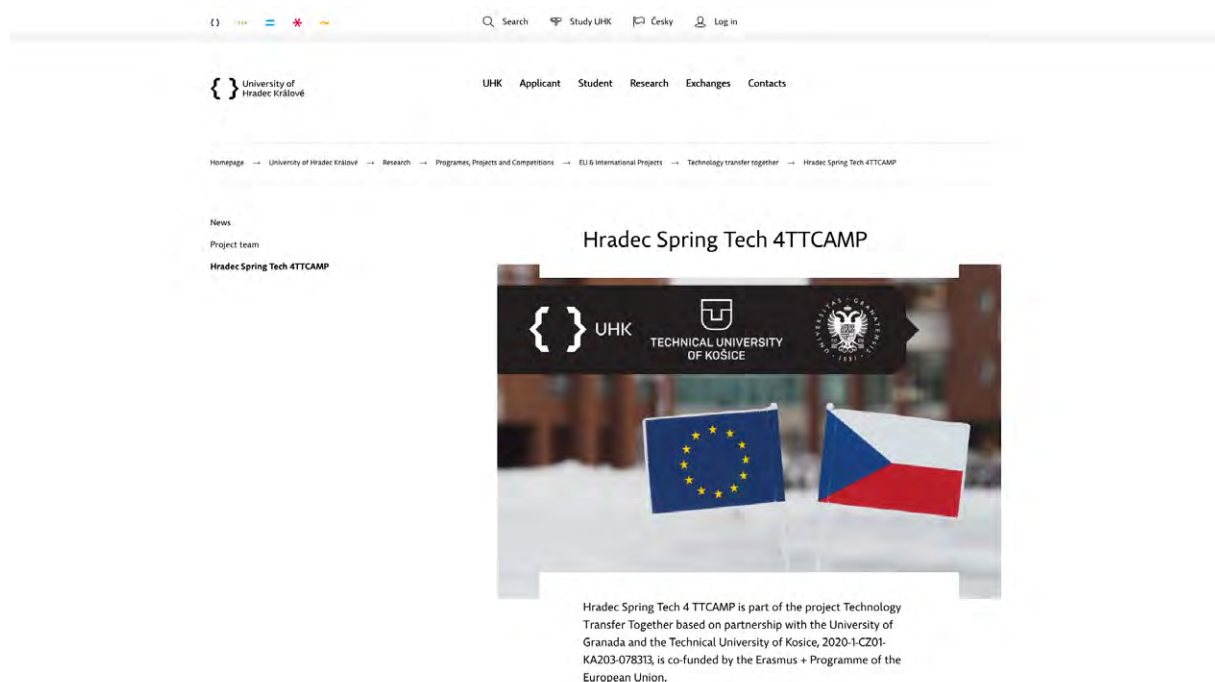 Search Study UHK Česky Log in
University of
Hradec Králové
UHK Applicant Student Research Exchanges Contacts
Homepage → University of Hradec Králové → Research → Programes, Projects and Competitions → EU & International Projects → Technology transfer together → Hradec Spring Tech 4TTCAMP
News
Project team
Hradec Spring Tech 4TTCAMP
Hradec Spring Tech 4TTCAMP
{ } UHK
TECHNICAL UNIVERSITY
OF KOŠICE
UNIVERSITAS GRANATENSIS 1531
Hradec Spring Tech 4 TTCAMP is part of the project Technology
Transfer Together based on partnership with the University of
Granada and the Technical University of Kosice, 2020-1-CZ01-
KA203-078313, is co-funded by the Erasmus + Programme of the
European Union.